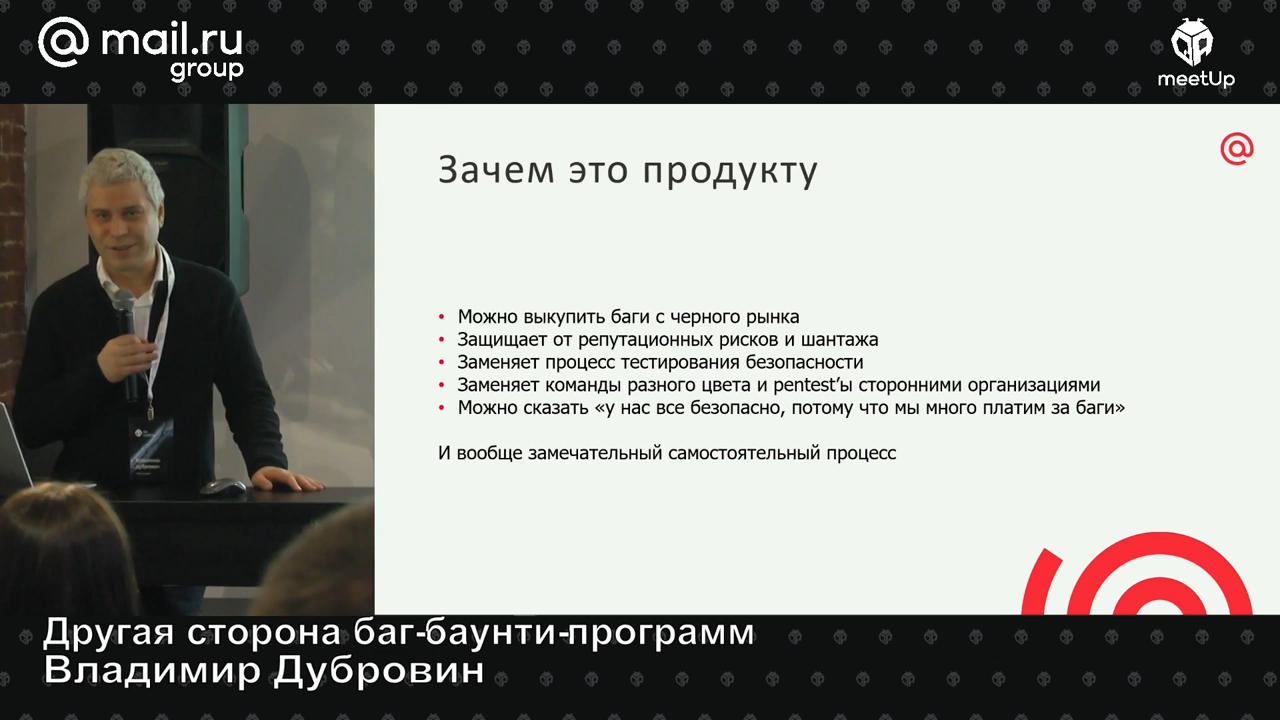 @mail.ru
group
QA
meetUp
Зачем это продукту
• Можно выкупить баги с черного рынка
• Защищает от репутационных рисков и шантажа
• Заменяет процесс тестирования безопасности
• Заменяет команды разного цвета и pentest’ы сторонними организациями
• Можно сказать «у нас все безопасно, потому что мы много платим за баги»
И вообще замечательный самостоятельный процесс
Другая сторона баг-баунти-программ
Владимир Дубровин